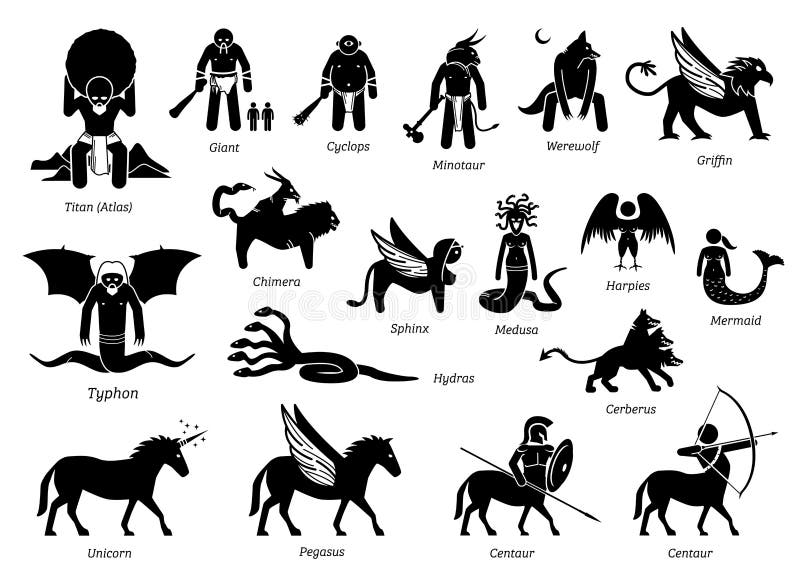 Giant
Cyclops
Minotaur
Werewolf
Griffin
Titan (Atlas)
Chimera
Sphinx
Medusa
Harpies
Mermaid
Typhon
Hydras
Cerberus
Unicorn
Pegasus
Centaur
Centaur
dreamstime